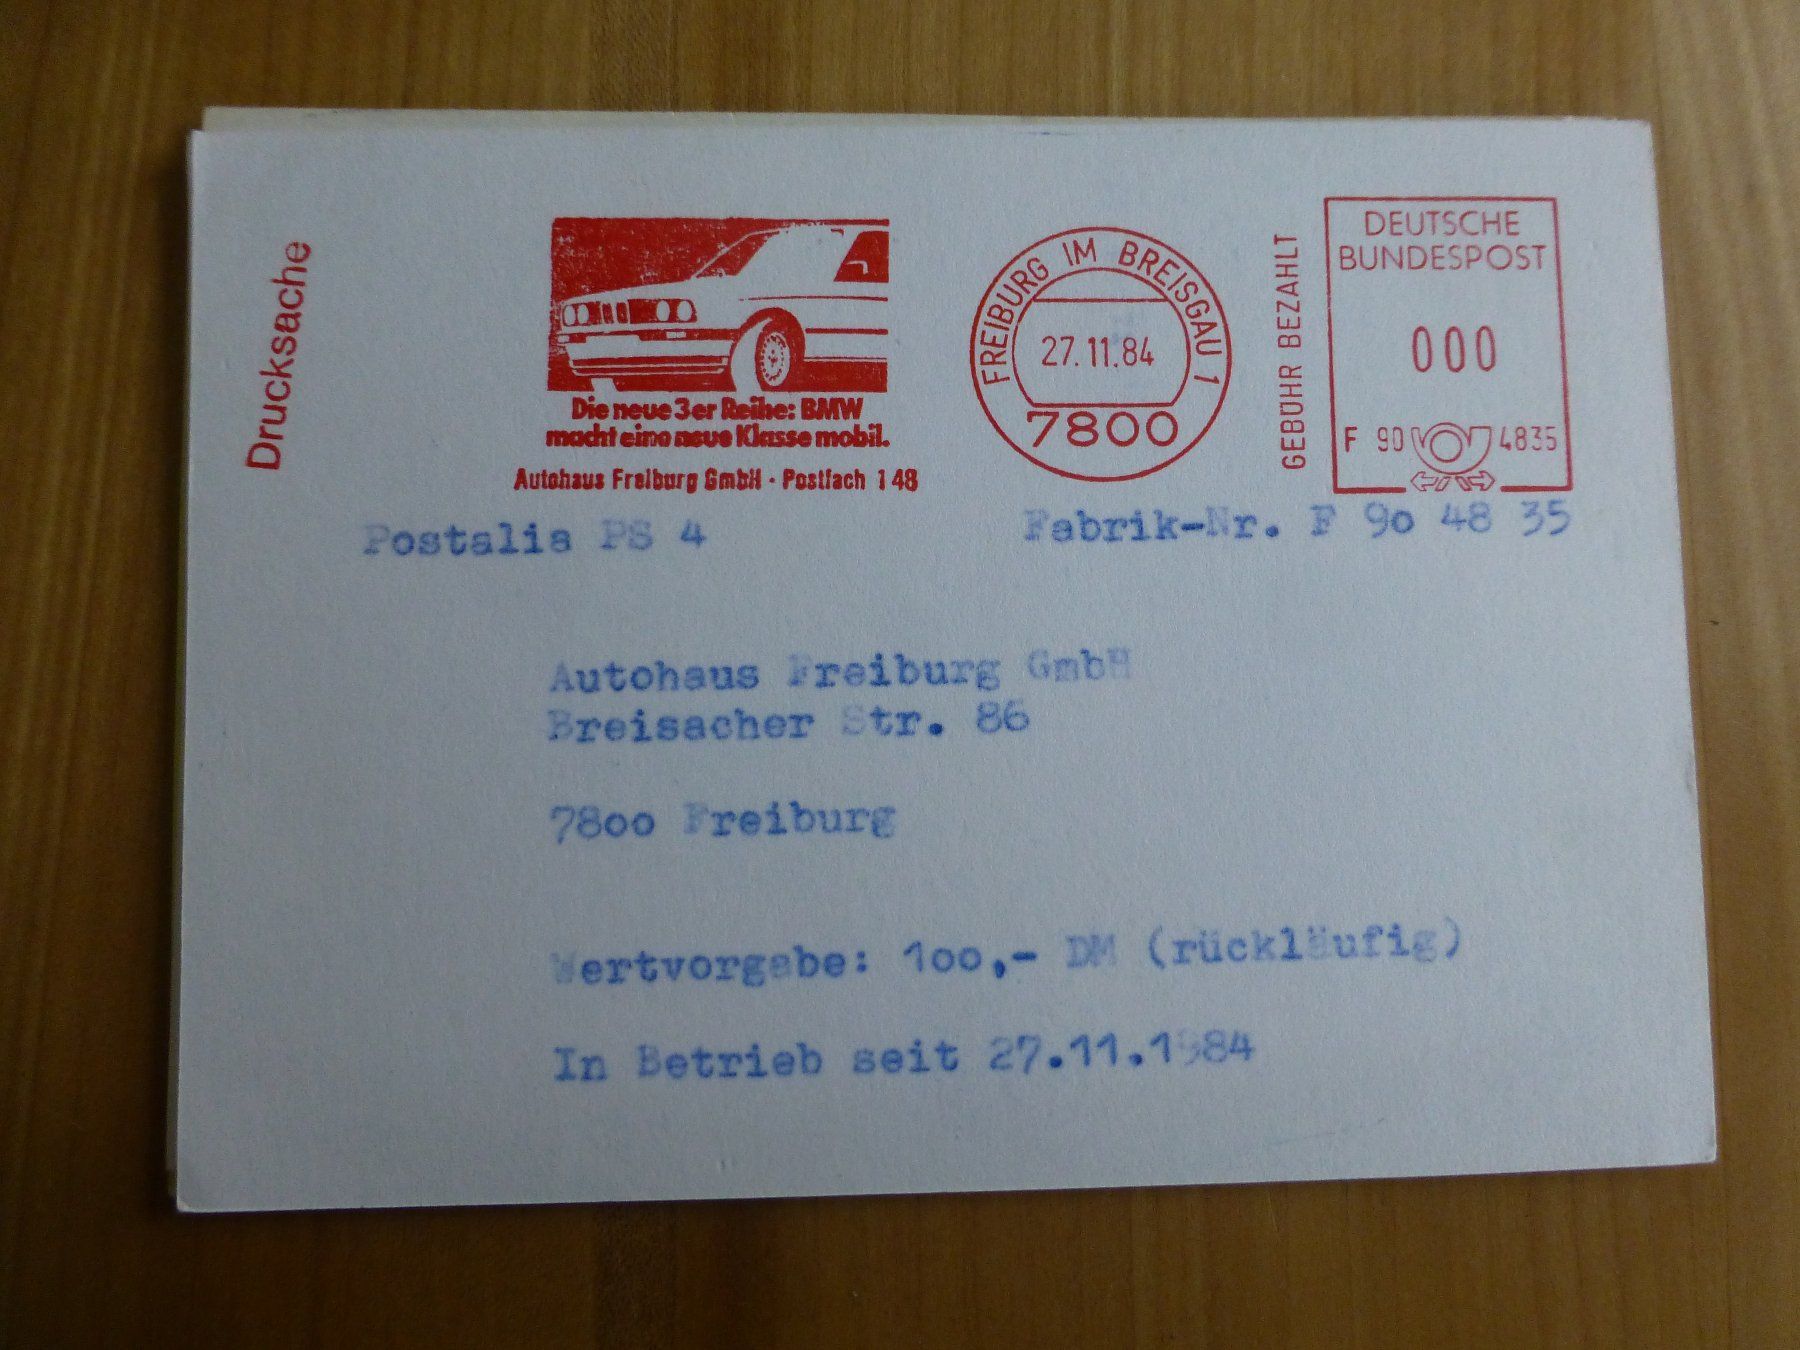 Drucksache
Die neue 3er Reihe: BMW
macht eine neue Klasse mobil.
Autohaus Freiburg GmbH · Postfach 148
FREIBURG IM BREISGAU 1
27.11.84
7800
GEBÜHR BEZAHLT
DEUTSCHE
BUNDESPOST
000
F 90 4835
Postalia PS 4 Fabrik-Nr. F 9o 48 35
Autohaus Freiburg GmbH
Breisacher Str. 86
78oo Freiburg
Wertvorgabe: 1oo,- DM (rückläufig)
In Betrieb seit 27.11.1984